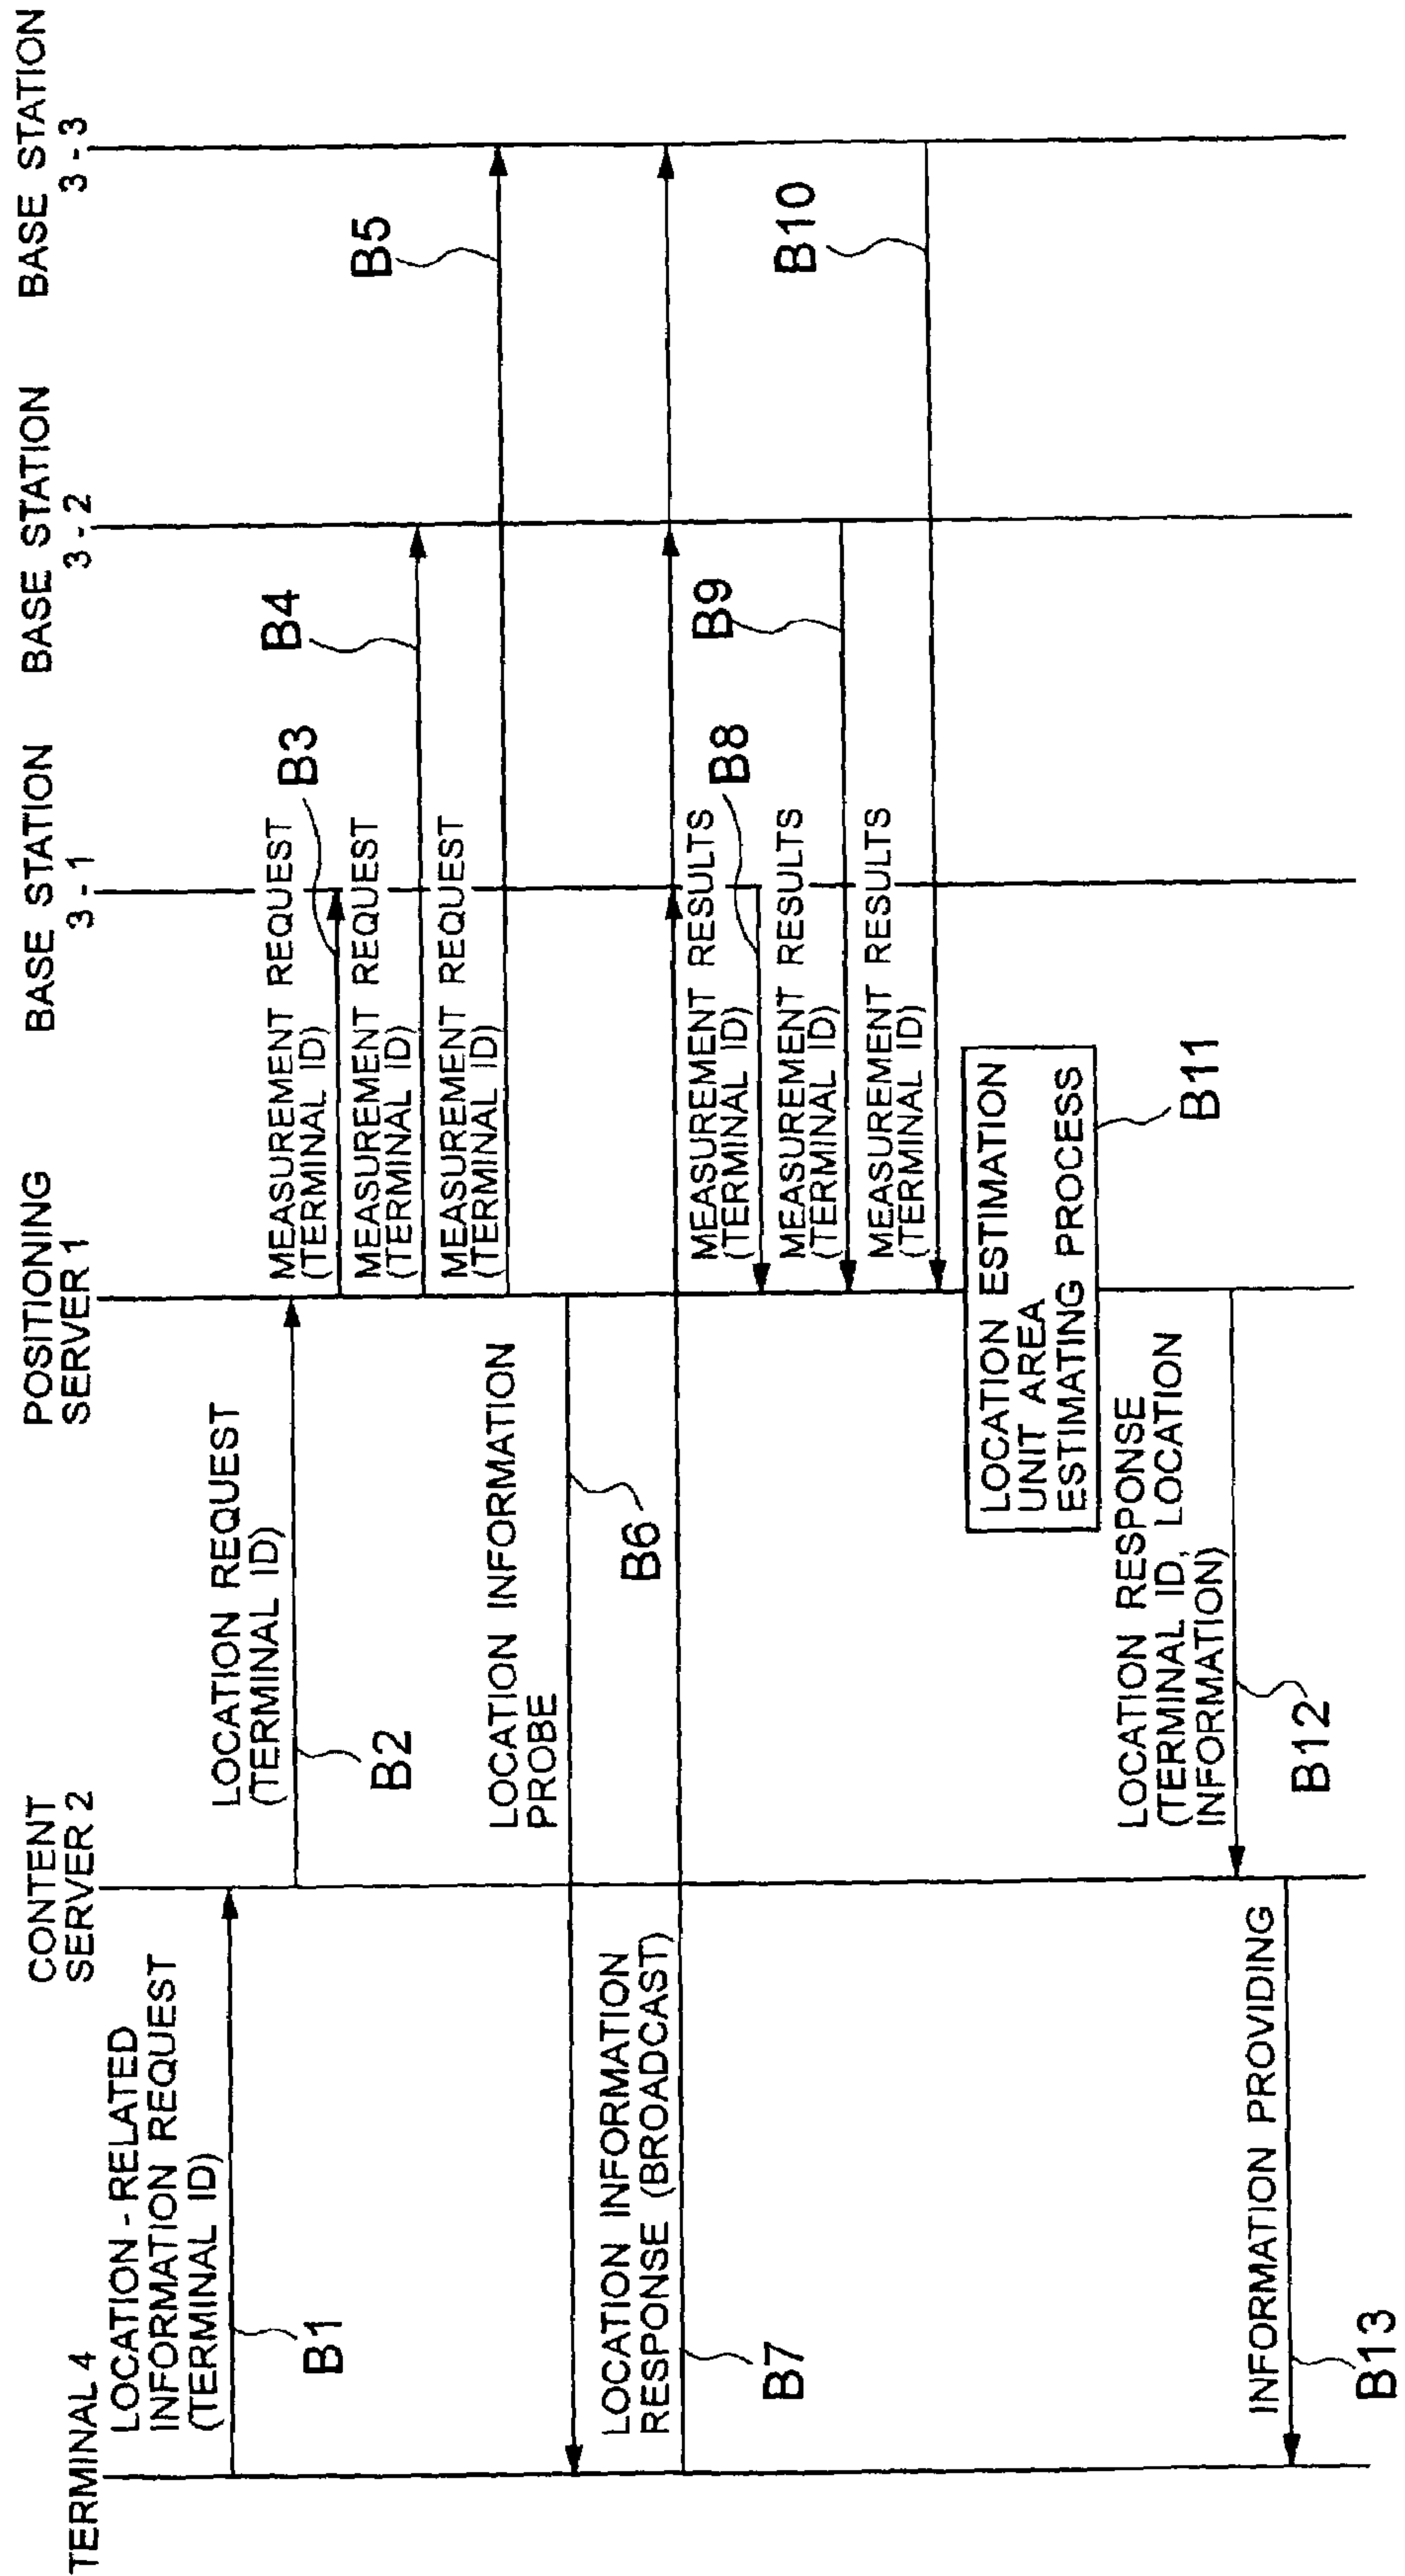 TERMINAL 4
CONTENT
SERVER 2
POSITIONING
SERVER 1
BASE STATION
3 - 1
BASE STATION
3 - 2
BASE STATION
3 - 3
LOCATION - RELATED
INFORMATION REQUEST
(TERMINAL ID)
B1
LOCATION REQUEST
(TERMINAL ID)
B2
MEASUREMENT REQUEST
(TERMINAL ID)
B3
MEASUREMENT REQUEST
(TERMINAL ID)
B4
MEASUREMENT REQUEST
(TERMINAL ID)
B5
LOCATION INFORMATION
PROBE
B6
LOCATION INFORMATION
RESPONSE (BROADCAST)
B7
MEASUREMENT RESULTS
(TERMINAL ID)
B8
MEASUREMENT RESULTS
(TERMINAL ID)
B9
MEASUREMENT RESULTS
(TERMINAL ID)
B10
LOCATION ESTIMATION
UNIT AREA
ESTIMATING PROCESS
B11
LOCATION RESPONSE
(TERMINAL ID, LOCATION
INFORMATION)
B12
INFORMATION PROVIDING
B13